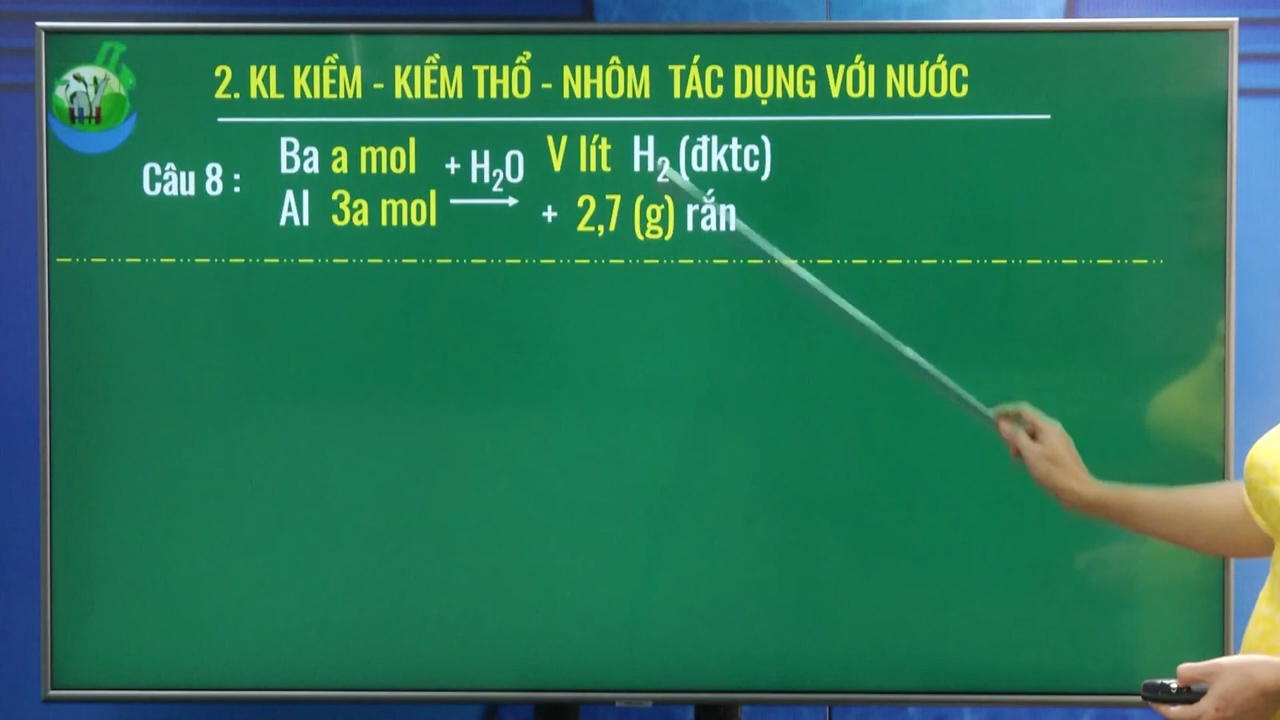 2. KL KIỀM - KIỀM THỔ - NHÔM TÁC DỤNG VỚI NƯỚC
Câu 8 :
Ba a mol + H₂O V lít H₂ (đktc)
Al 3a mol → + 2,7 (g) rắn